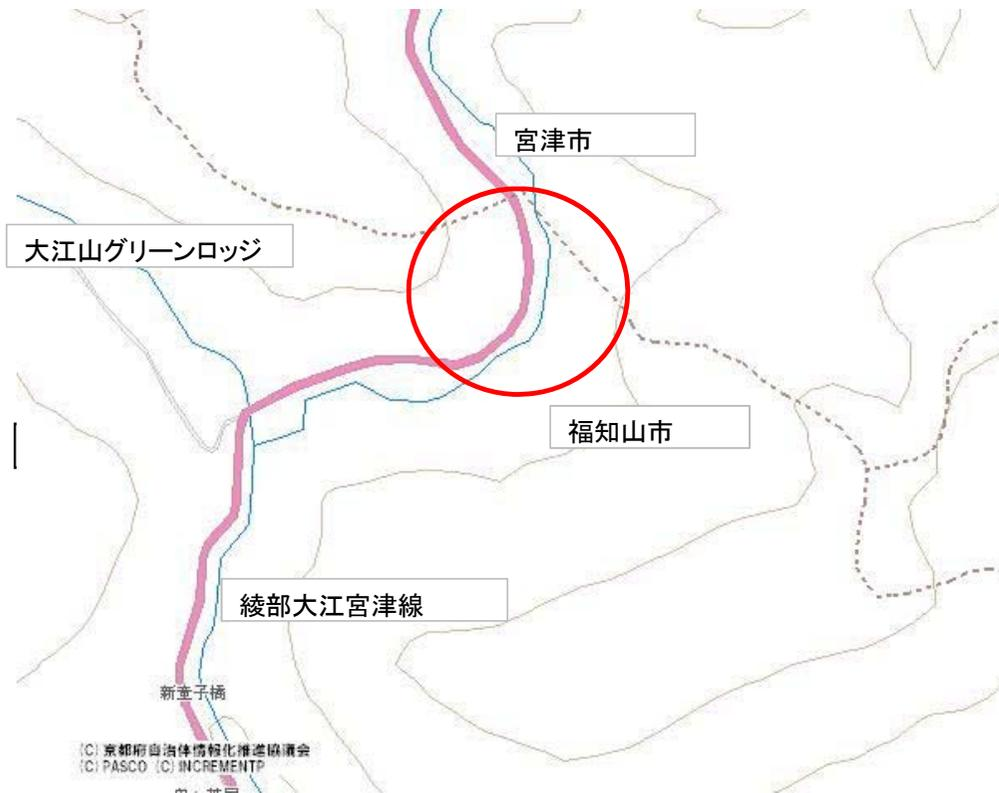 宮津市
大江山グリーンロッジ
福知山市
綾部大江宮津線
新童子橋
(C) 京都府自治体情報化推進協議会
(C) PASCO (C) INCREMENTP